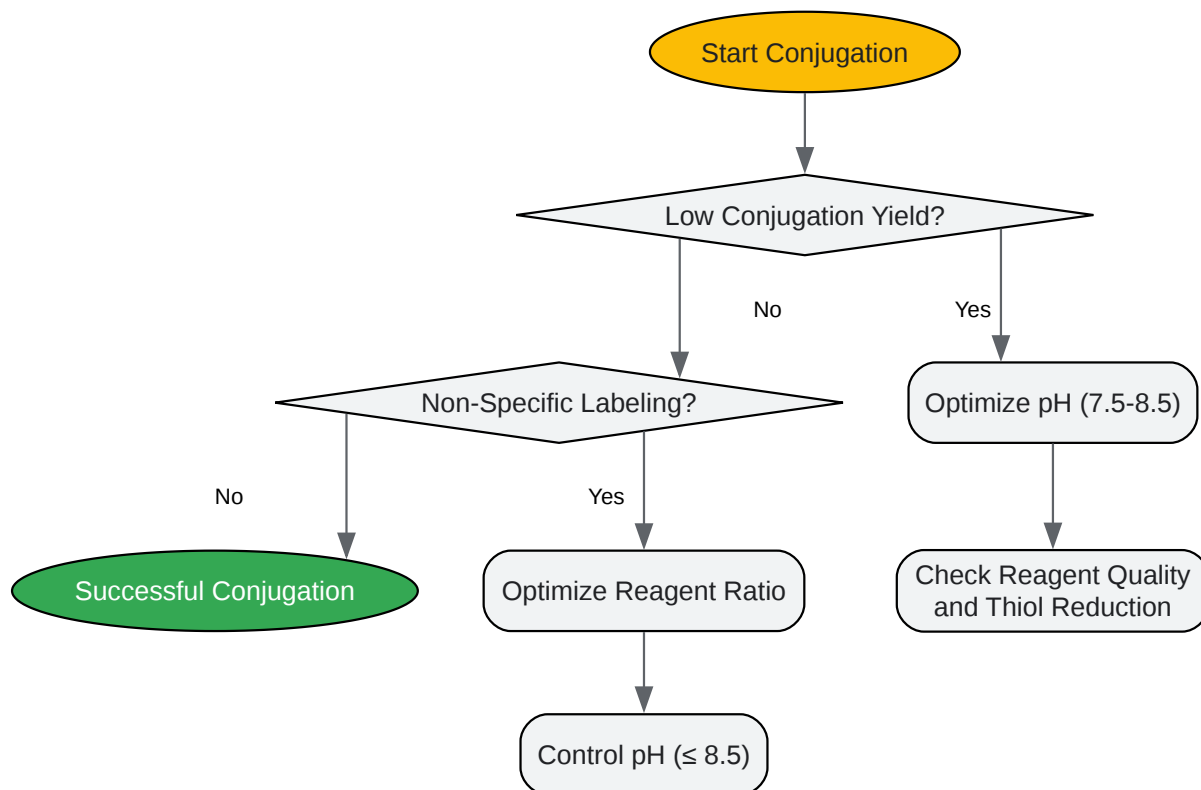 Start Conjugation
Low Conjugation Yield?
No
Yes
Non-Specific Labeling?
Optimize pH (7.5-8.5)
No
Yes
Successful Conjugation
Optimize Reagent Ratio
Check Reagent Quality
and Thiol Reduction
Control pH (≤ 8.5)